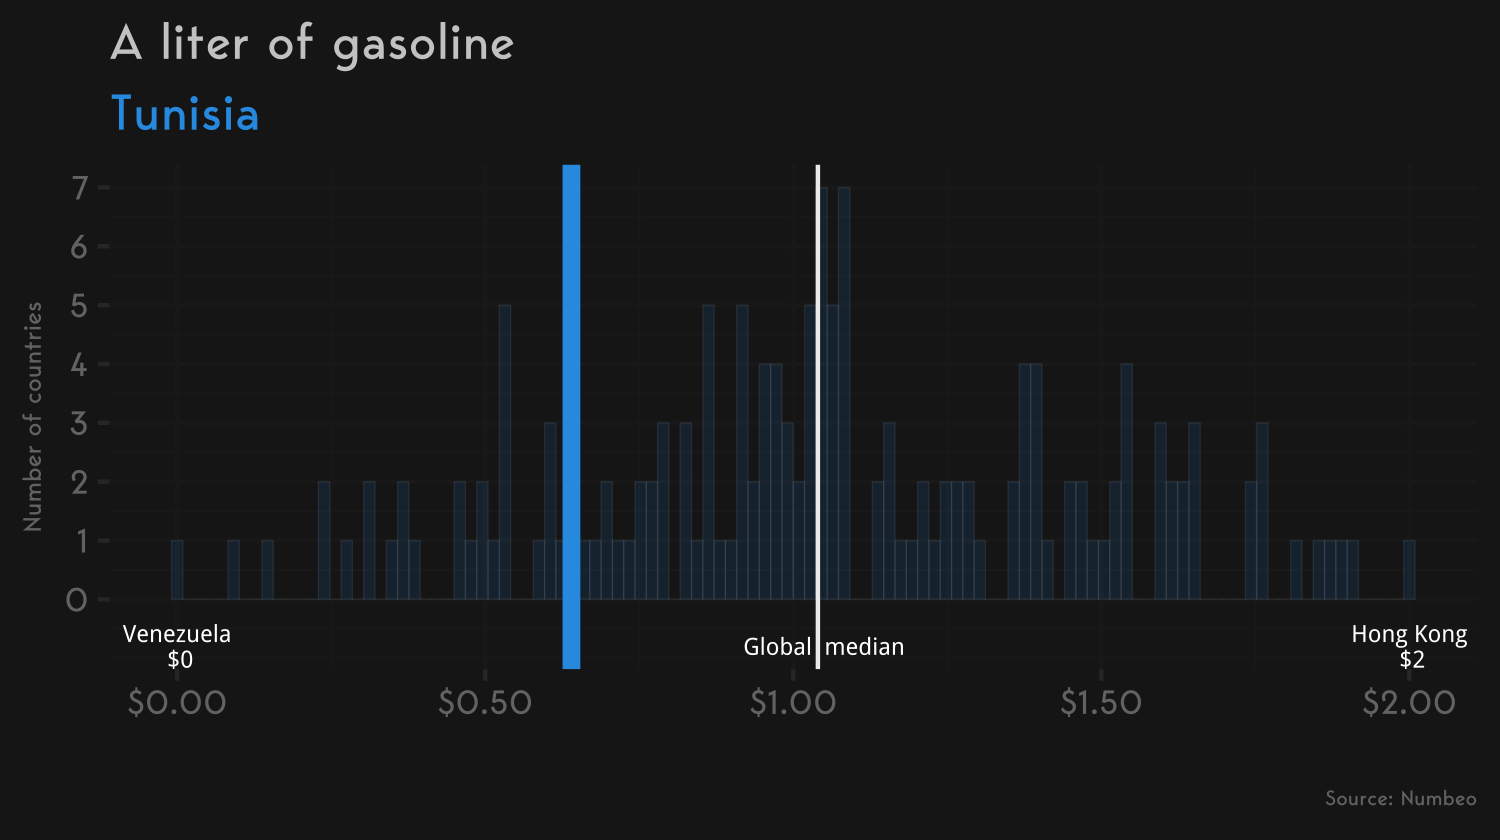 A liter of gasoline
Tunisia
Number of countries
7
6
5
4
3
2
1
0
Venezuela
$0
Global median
Hong Kong
$2
$0.00 $0.50 $1.00 $1.50 $2.00
Source: Numbeo